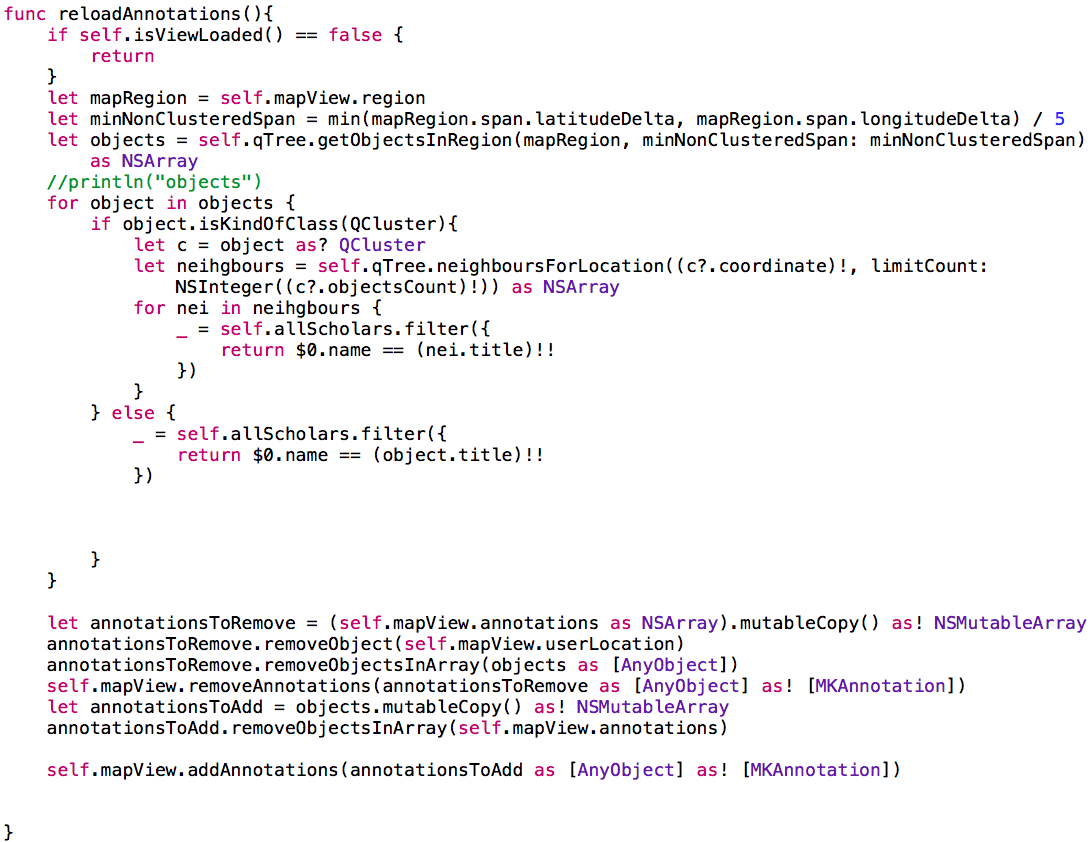 func reloadAnnotations(){
    if self.isViewLoaded() == false {
        return
    }
    let mapRegion = self.mapView.region
    let minNonClusteredSpan = min(mapRegion.span.latitudeDelta, mapRegion.span.longitudeDelta) / 5
    let objects = self.qTree.getObjectsInRegion(mapRegion, minNonClusteredSpan: minNonClusteredSpan)
        as NSArray
    //println("objects")
    for object in objects {
        if object.isKindOfClass(QCluster){
            let c = object as? QCluster
            let neihgbours = self.qTree.neighboursForLocation((c?.coordinate)!, limitCount:
                NSInteger((c?.objectsCount)!)) as NSArray
            for nei in neihgbours {
                _ = self.allScholars.filter({
                    return $0.name == (nei.title)!!
                })
            }
        } else {
            _ = self.allScholars.filter({
                return $0.name == (object.title)!!
            })
        }
    }
    let annotationsToRemove = (self.mapView.annotations as NSArray).mutableCopy() as! NSMutableArray
    annotationsToRemove.removeObject(self.mapView.userLocation)
    annotationsToRemove.removeObjectsInArray(objects as [AnyObject])
    self.mapView.removeAnnotations(annotationsToRemove as [AnyObject] as! [MKAnnotation])
    let annotationsToAdd = objects.mutableCopy() as! NSMutableArray
    annotationsToAdd.removeObjectsInArray(self.mapView.annotations)
    self.mapView.addAnnotations(annotationsToAdd as [AnyObject] as! [MKAnnotation])
}